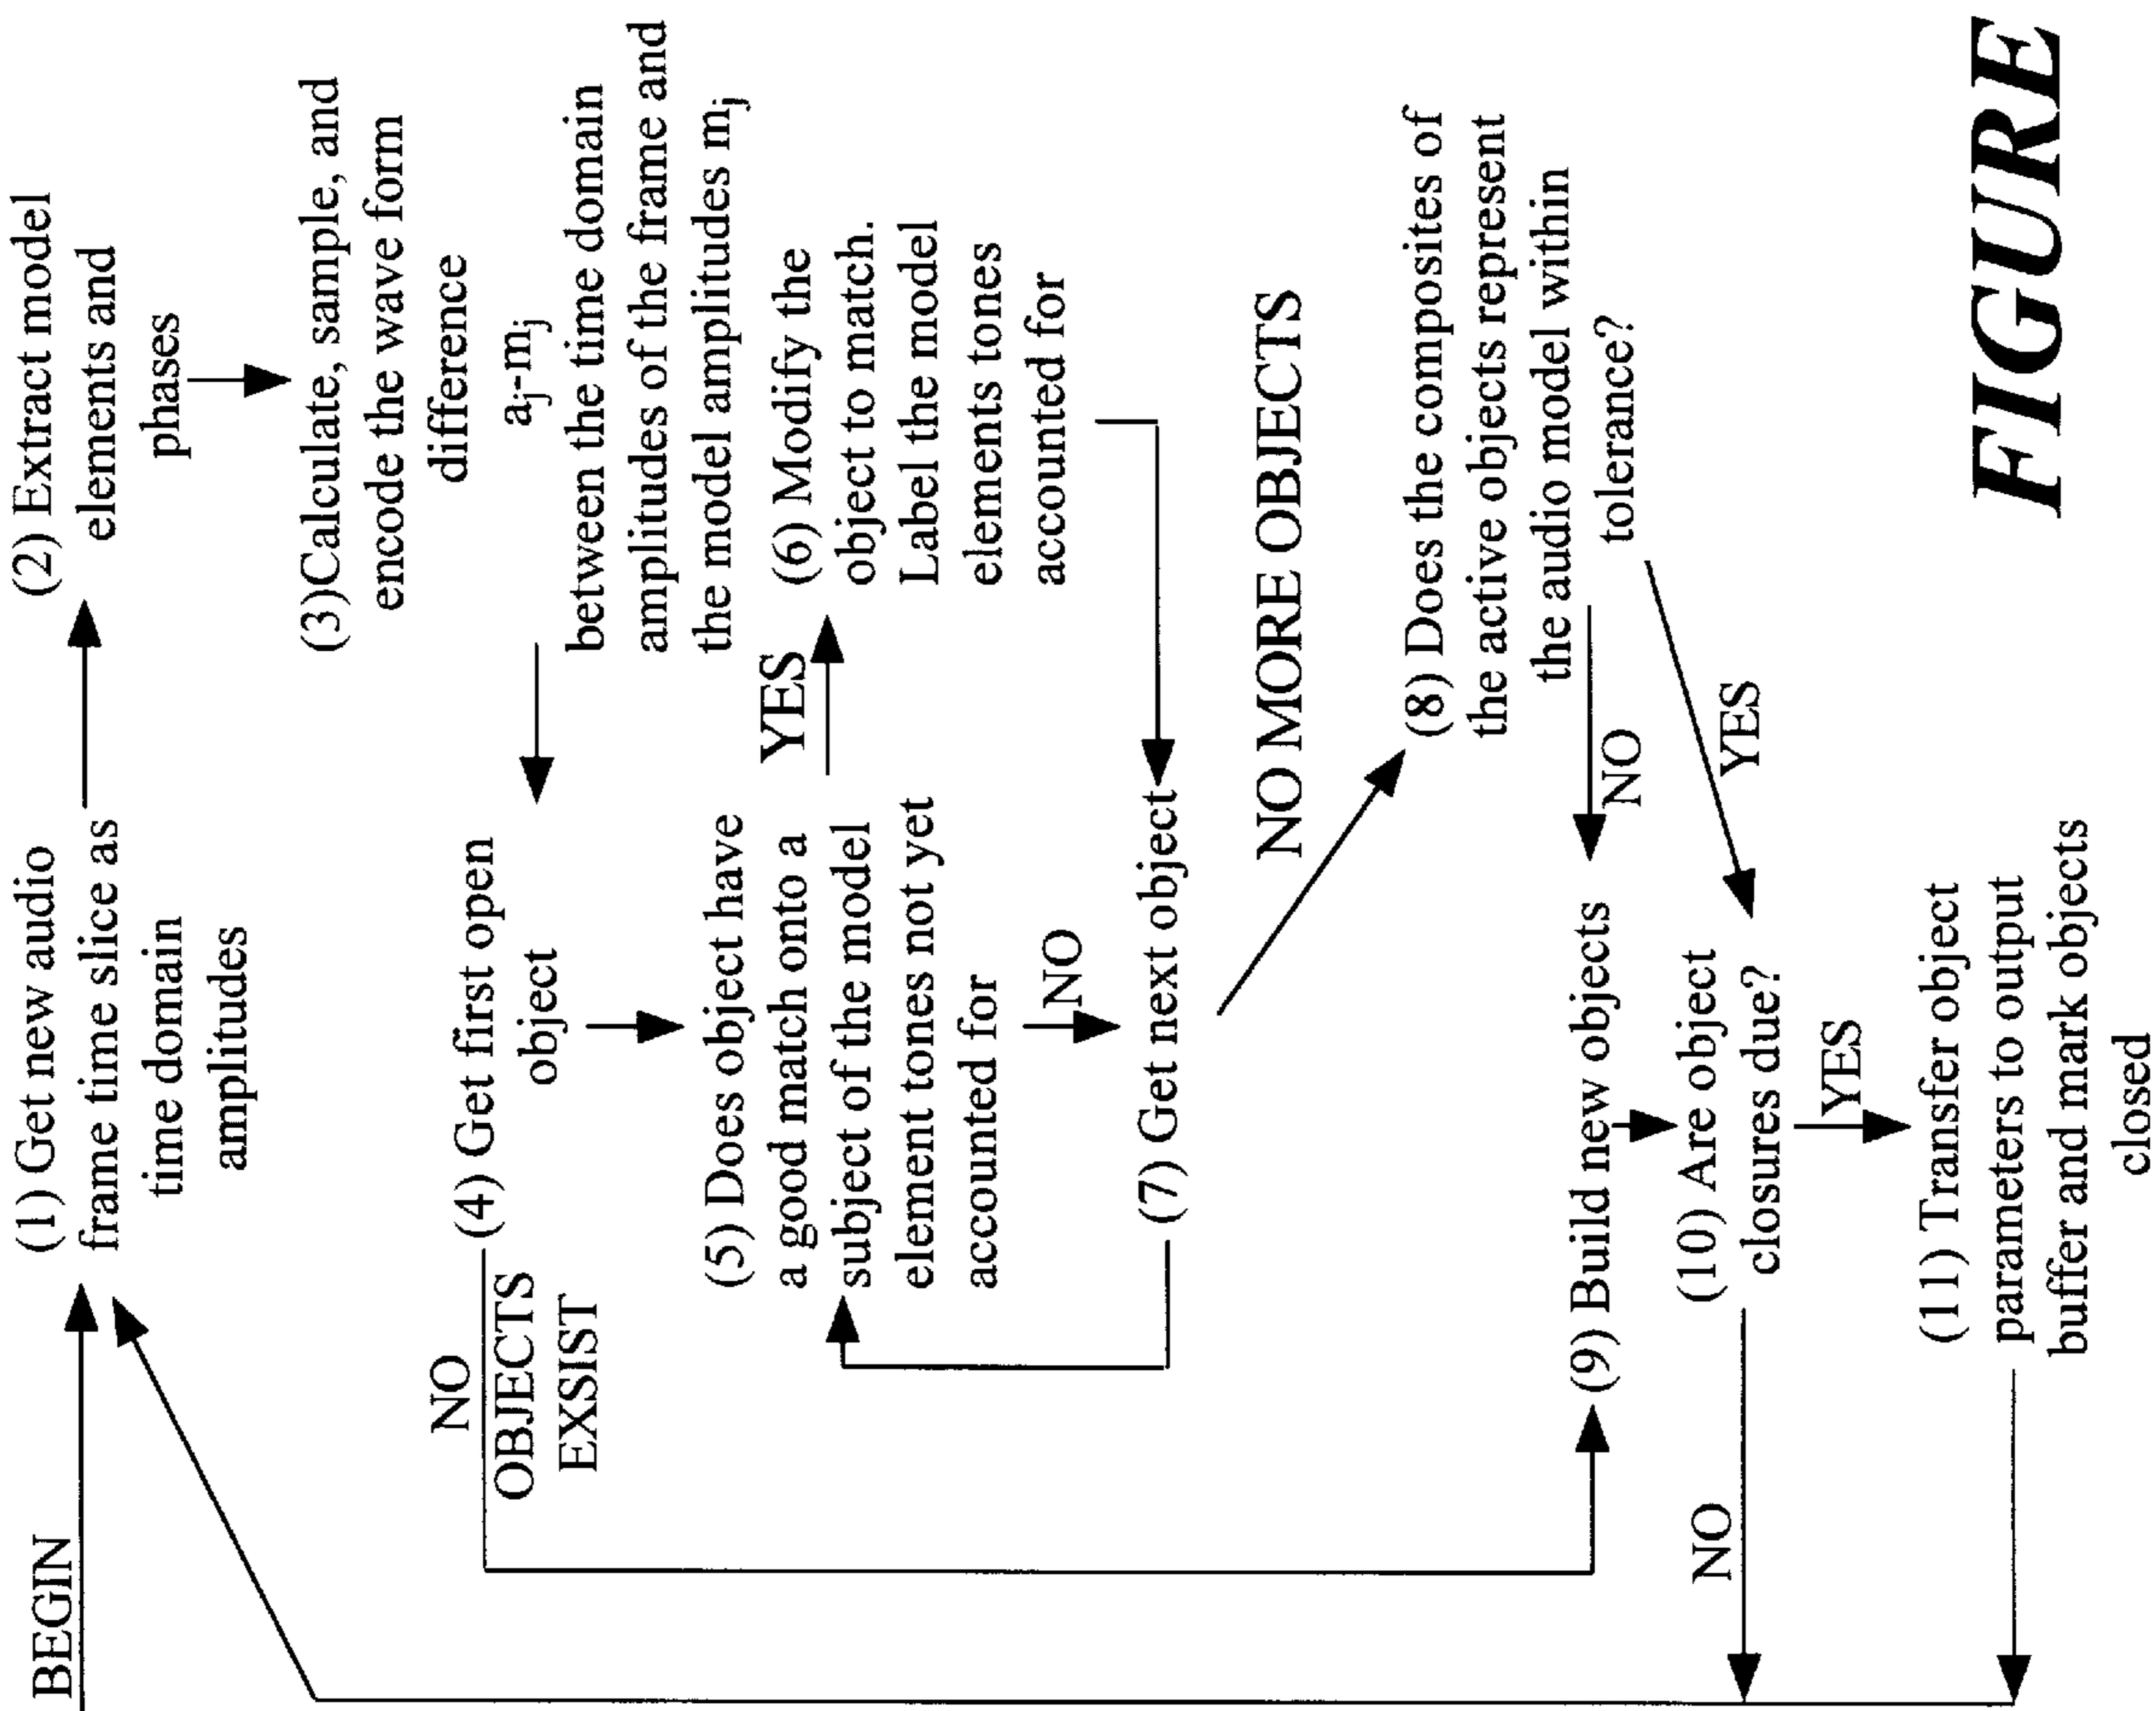 BEGIN
(1) Get new audio
frame time slice as
time domain
amplitudes
(2) Extract model
elements and
phases
(3)Calculate, sample, and
encode the wave form
difference
aj-mj
between the time domain
amplitudes of the frame and
the model amplitudes mj
(4) Get first open
object
NO
OBJECTS
EXSIST
(5) Does object have
a good match onto a
subject of the model
element tones not yet
accounted for
YES
(6) Modify the
object to match.
Label the model
elements tones
accounted for
NO
(7) Get next object
NO MORE OBJECTS
(8) Does the composites of
the active objects represent
the audio model within
tolerance?
NO
YES
(9) Build new objects
(10) Are object
closures due?
NO
YES
(11) Transfer object
parameters to output
buffer and mark objects
closed
FIGURE